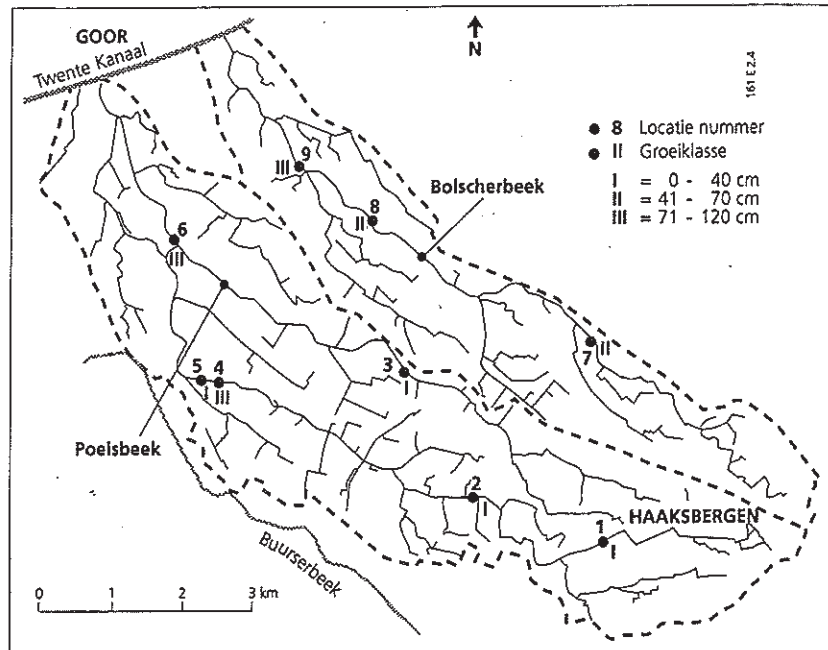 GOOR
Twente Kanaal
N
161 E2.4
8 Locatie nummer
II Groeiklasse
I = 0 - 40 cm
II = 41 - 70 cm
III = 71 - 120 cm
9
III
8
II
Bolscherbeek
6
III
7
II
3
I
5
4
I
III
Poelsbeek
2
I
1
I
HAAKSBERGEN
Buurserbeek
0 1 2 3 km